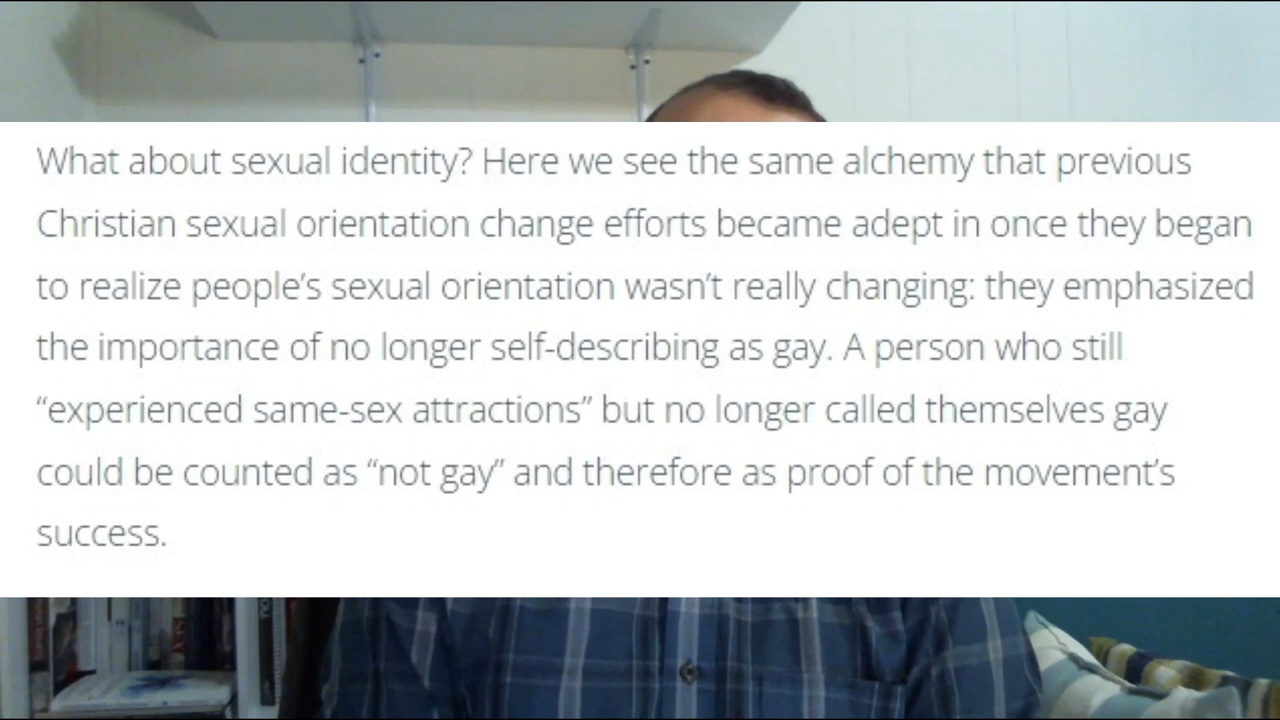 What about sexual identity? Here we see the same alchemy that previous
Christian sexual orientation change efforts became adept in once they began
to realize people’s sexual orientation wasn’t really changing: they emphasized
the importance of no longer self-describing as gay. A person who still
“experienced same-sex attractions” but no longer called themselves gay
could be counted as “not gay” and therefore as proof of the movement’s
success.